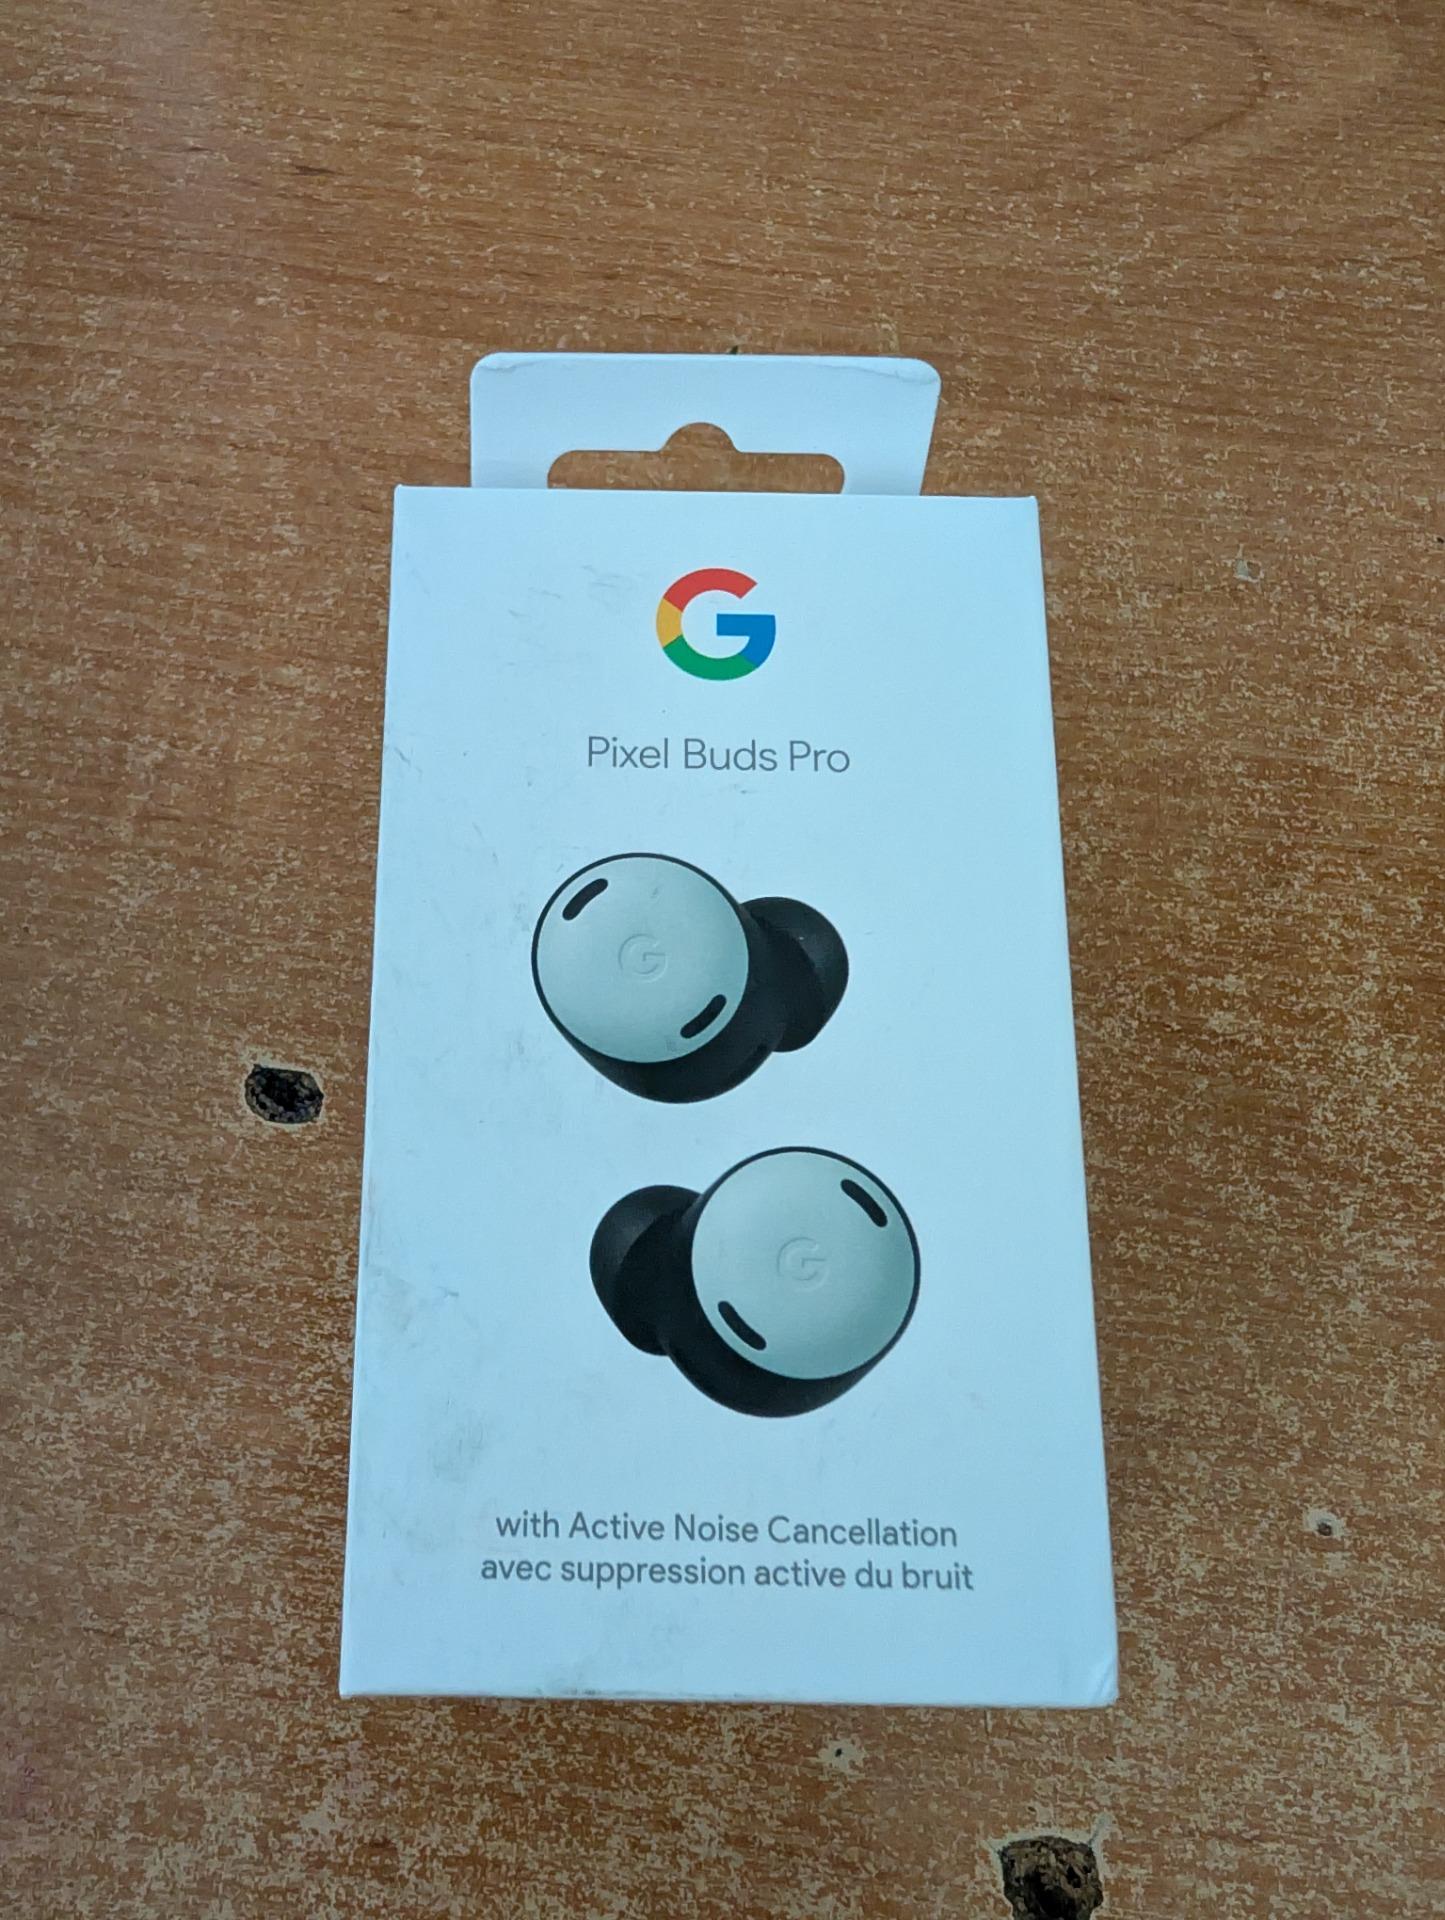 G
Pixel Buds Pro
G
G
with Active Noise Cancellation
avec suppression active du bruit